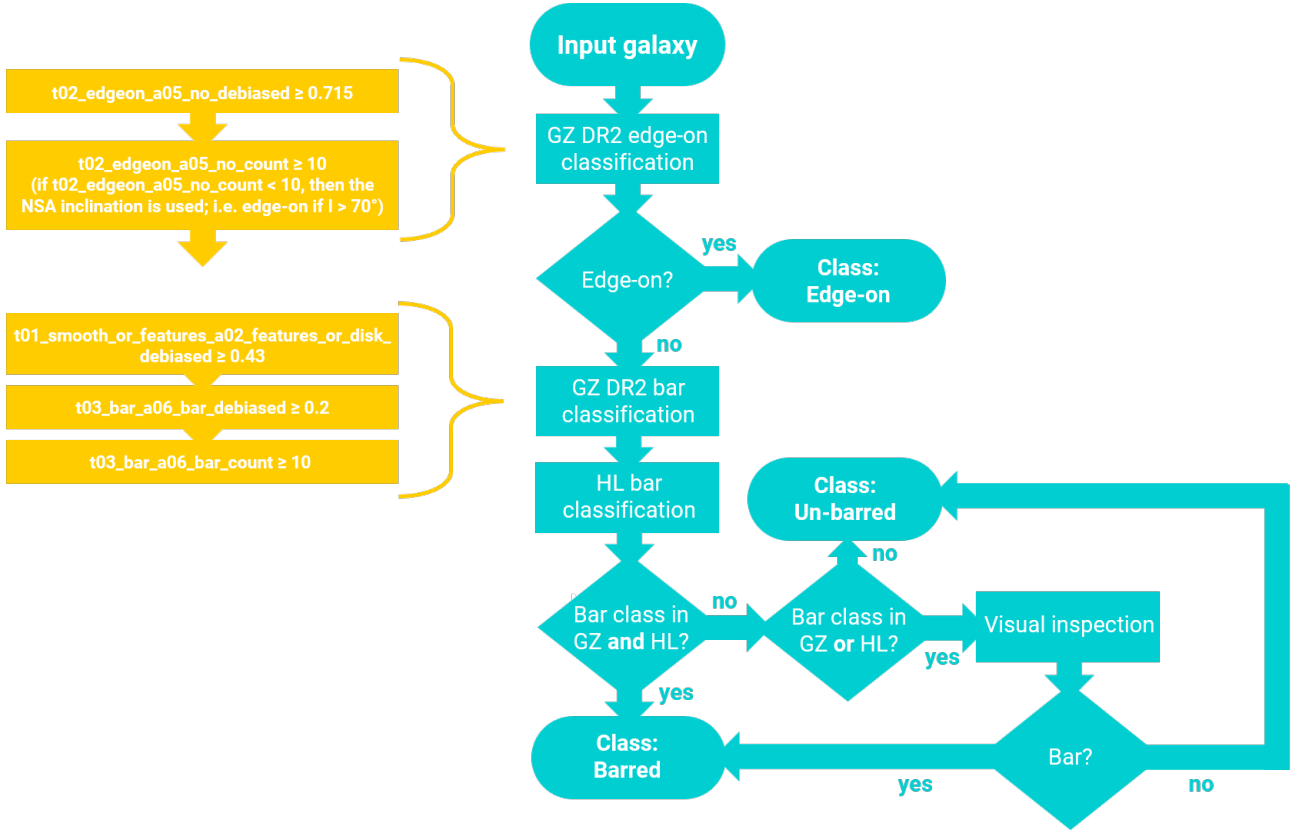 Input galaxy
t02_edgeon_a05_no_debiased ≥ 0.715
t02_edgeon_a05_no_count ≥ 10
(if t02_edgeon_a05_no_count < 10, then the
NSA inclination is used; i.e. edge-on if I > 70°)
GZ DR2 edge-on
classification
Edge-on?
yes
Class:
Edge-on
no
t01_smooth_or_features_a02_features_or_disk_
debiased ≥ 0.43
t03_bar_a06_bar_debiased ≥ 0.2
t03_bar_a06_bar_count ≥ 10
GZ DR2 bar
classification
HL bar
classification
Bar class in
GZ and HL?
no
yes
Class:
Barred
Bar class in
GZ or HL?
no
Class:
Un-barred
yes
Visual inspection
Bar?
yes
no